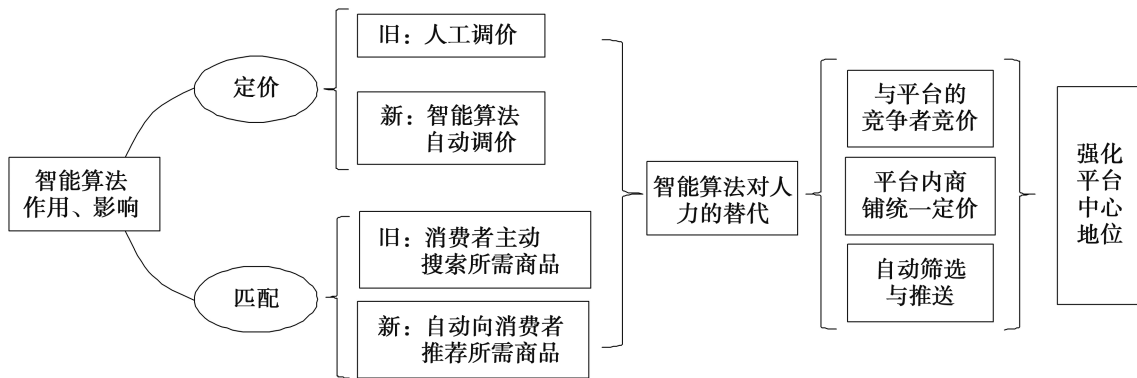 智能算法
作用、影响
定价
旧：人工调价
新：智能算法
自动调价
匹配
旧：消费者主动
搜索所需商品
新：自动向消费者
推荐所需商品
智能算法对人
力的替代
与平台的
竞争者竞价
平台内商
铺统一定价
自动筛选
与推送
强化
平台
中心
地位